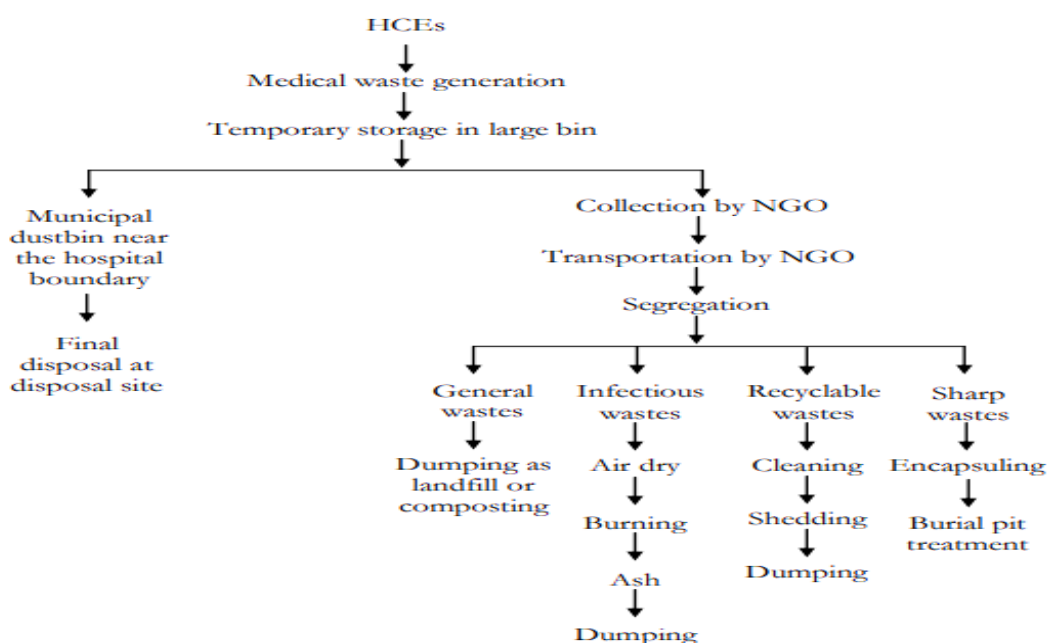 HCEs
Medical waste generation
Temporary storage in large bin
Municipal
dustbin near
the hospital
boundary
Final
disposal at
disposal site
Collection by NGO
Transportation by NGO
Segregation
General
wastes
Dumping as
landfill or
composting
Infectious
wastes
Air dry
Burning
Ash
Dumping
Recyclable
wastes
Cleaning
Shedding
Dumping
Sharp
wastes
Encapsuling
Burial pit
treatment